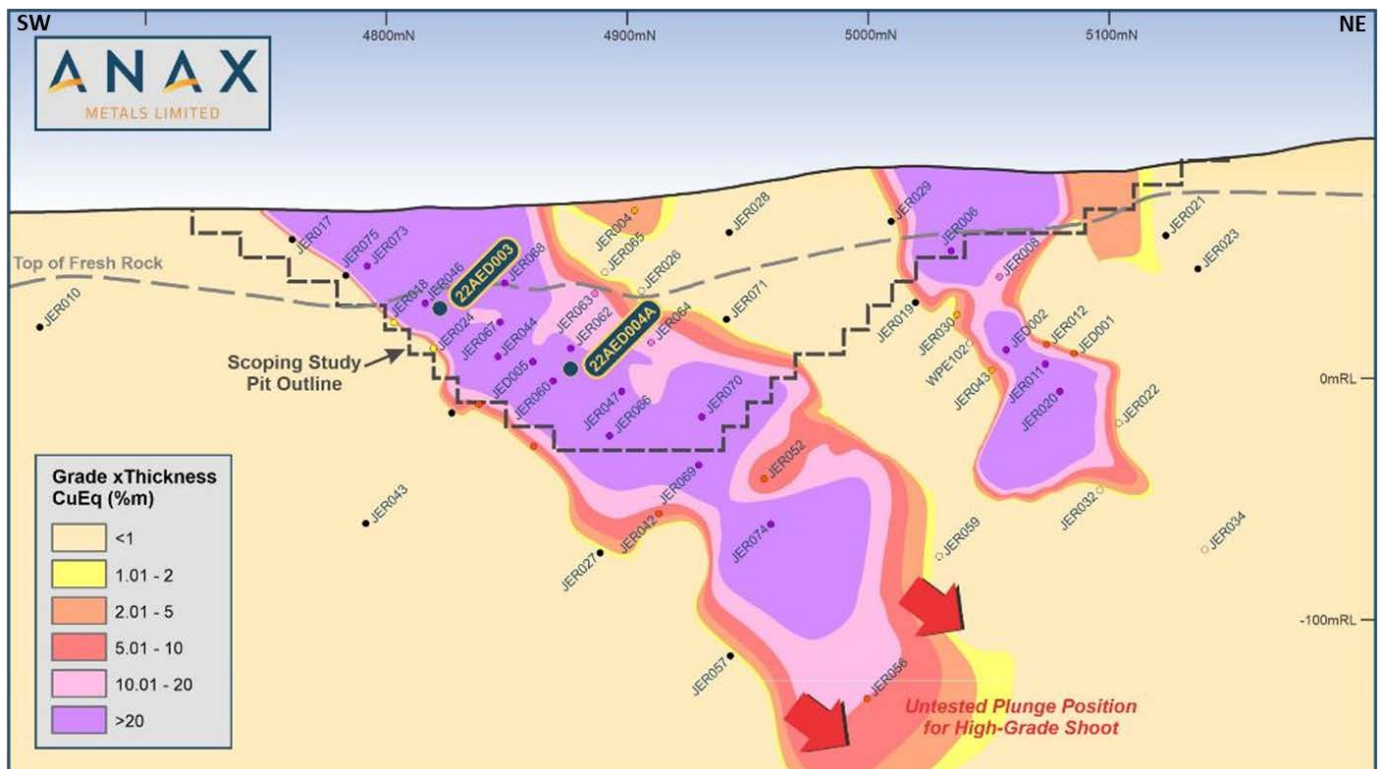 SW
NE
4800mN
4900mN
5000mN
5100mN
ANAX
METALS LIMITED
JER029
JER028
JER004
JER021
JER017
JER006
JER075
JER073
JER068
JER065
JER023
Top of Fresh Rock
22AED003
JER026
JER008
JER046
JER018
JER010
JER063
JER071
JER019
JER064
JER062
22AED004A
JER024
JER067
JER044
JER030
JED002
JER012
JED001
WPE102
Scoping Study
Pit Outline
JED005
JER043
JER011
0mRL
JER060
JER047
JER066
JER070
JER020
JER022
JER052
JER069
Grade xThickness
CuEq (%m)
<1
1.01 - 2
2.01 - 5
5.01 - 10
10.01 - 20
>20
JER043
JER042
JER027
JER074
JER059
JER032
JER034
-100mRL
JER057
JER056
Untested Plunge Position
for High-Grade Shoot